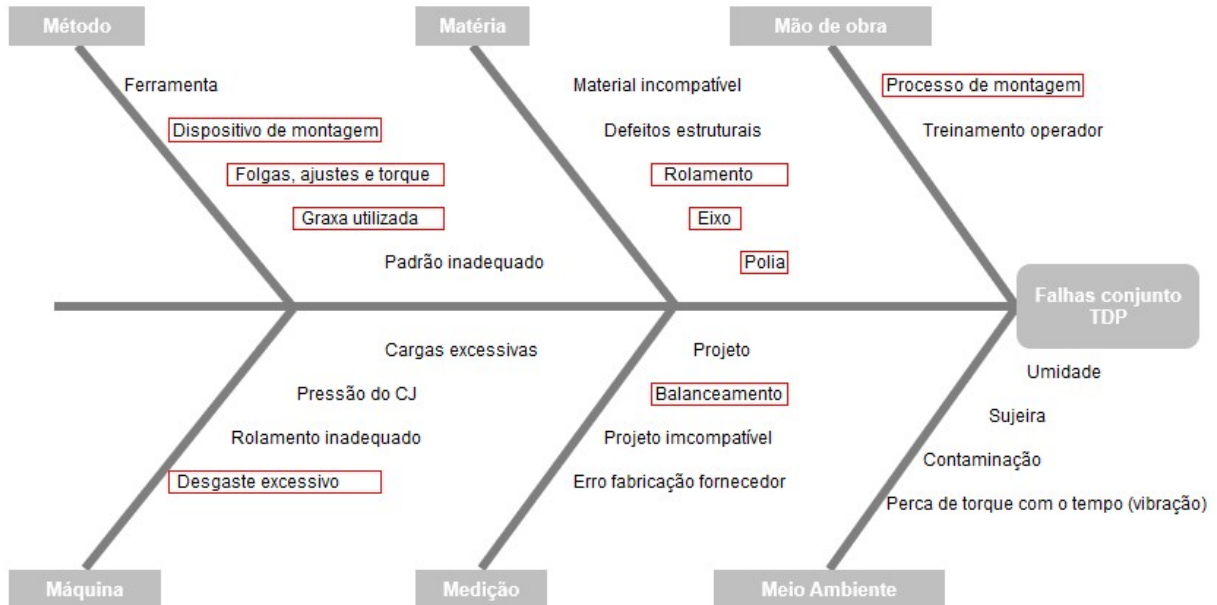 Método
Matéria
Mão de obra
Ferramenta
Material incompatível
Processo de montagem
Dispositivo de montagem
Defeitos estruturais
Treinamento operador
Folgas, ajustes e torque
Rolamento
Graxa utilizada
Eixo
Padrão inadequado
Polia
Falhas conjunto
TDP
Cargas excessivas
Projeto
Umidade
Pressão do CJ
Balanceamento
Sujeira
Rolamento inadequado
Projeto imcompatível
Contaminação
Desgaste excessivo
Erro fabricação fornecedor
Perca de torque com o tempo (vibração)
Máquina
Medição
Meio Ambiente